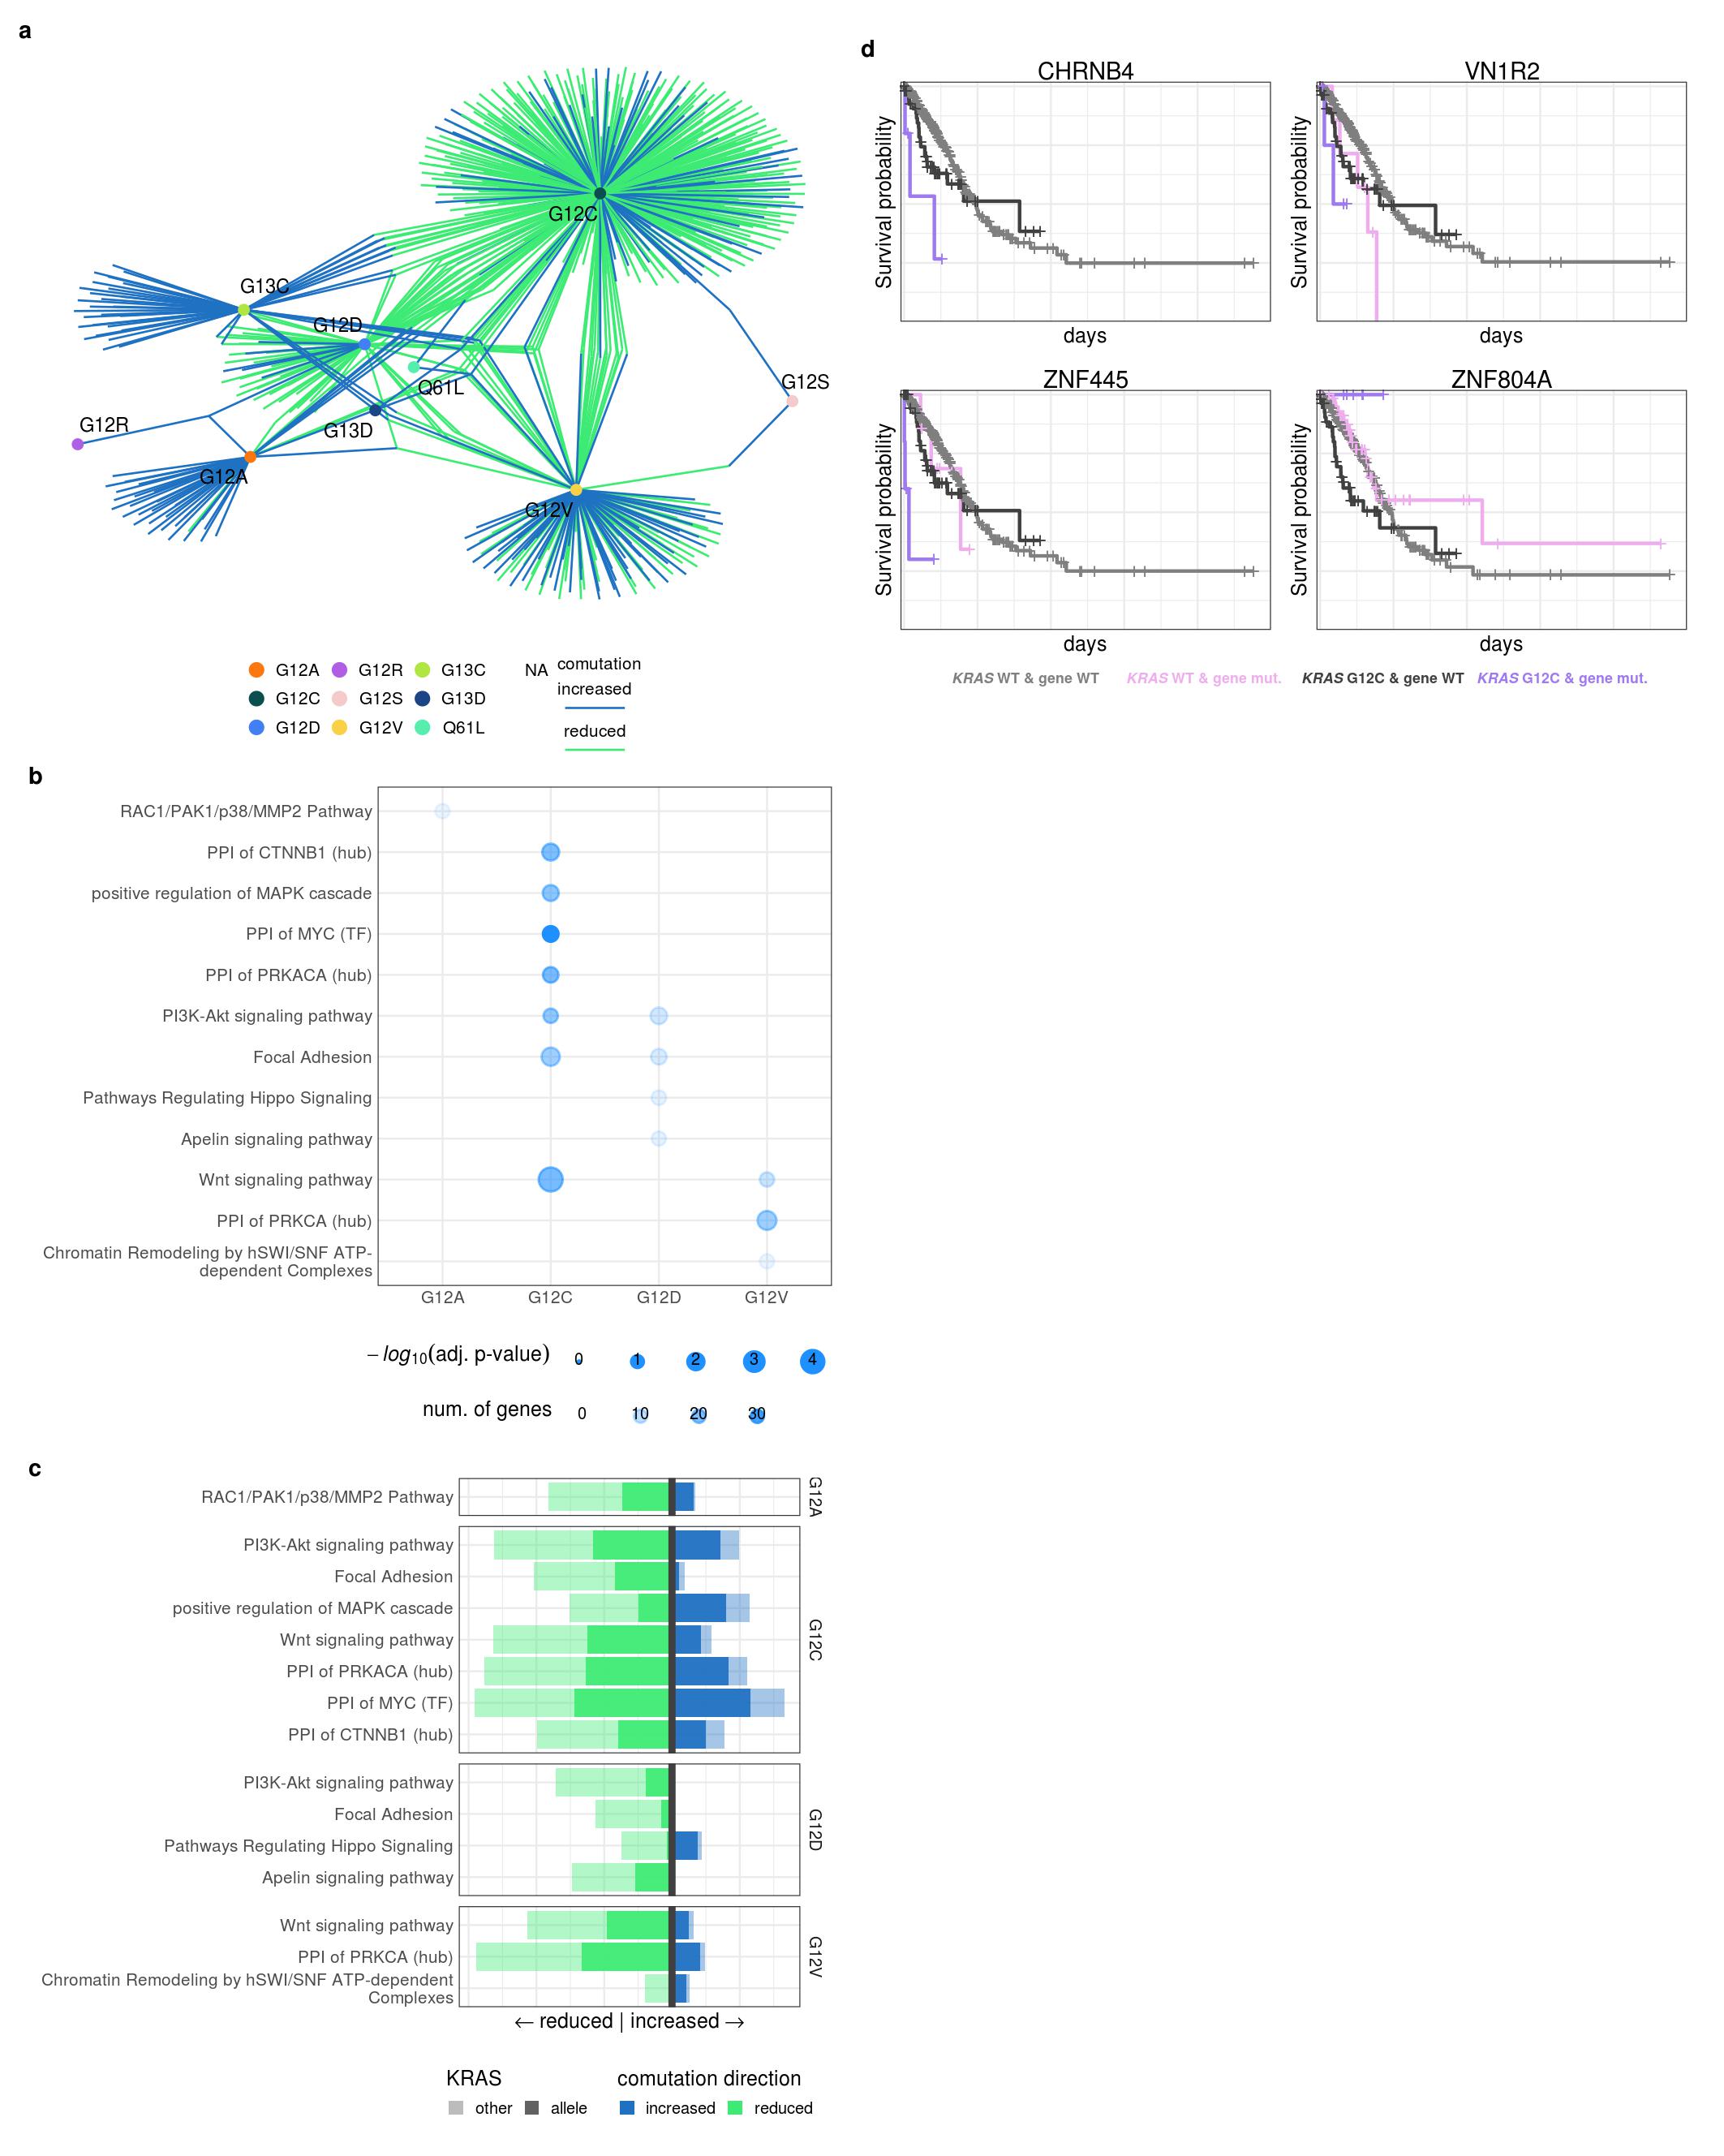 a
G12C
G13C
G12D
Q61L
G12S
G12R
G13D
G12A
G12V
G12A
G12R
G13C
G12C
G12S
G13D
G12D
G12V
Q61L
NA
comutation
increased
reduced
b
RAC1/PAK1/p38/MMP2 Pathway
PPI of CTNNB1 (hub)
positive regulation of MAPK cascade
PPI of MYC (TF)
PPI of PRKACA (hub)
PI3K-Akt signaling pathway
Focal Adhesion
Pathways Regulating Hippo Signaling
Apelin signaling pathway
Wnt signaling pathway
PPI of PRKCA (hub)
Chromatin Remodeling by hSWI/SNF ATP-
dependent Complexes
G12A G12C G12D G12V
− log10(adj. p-value) 0 1 2 3 4
num. of genes 0 10 20 30
c
RAC1/PAK1/p38/MMP2 Pathway
G12A
PI3K-Akt signaling pathway
Focal Adhesion
positive regulation of MAPK cascade
Wnt signaling pathway
PPI of PRKACA (hub)
PPI of MYC (TF)
PPI of CTNNB1 (hub)
G12C
PI3K-Akt signaling pathway
Focal Adhesion
Pathways Regulating Hippo Signaling
Apelin signaling pathway
G12D
Wnt signaling pathway
PPI of PRKCA (hub)
Chromatin Remodeling by hSWI/SNF ATP-dependent
Complexes
G12V
← reduced | increased →
KRAS
other allele
comutation direction
increased reduced
d
CHRNB4
Survival probability
days
VN1R2
Survival probability
days
ZNF445
Survival probability
days
ZNF804A
Survival probability
days
KRAS WT & gene WT KRAS WT & gene mut. KRAS G12C & gene WT KRAS G12C & gene mut.